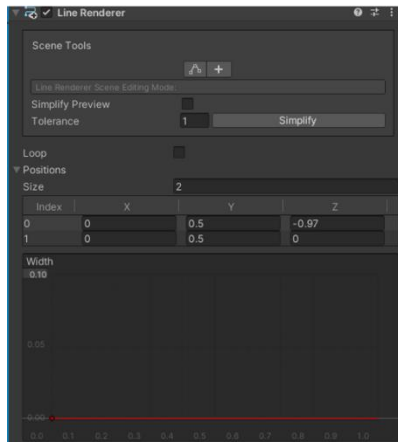 Line Renderer
Scene Tools
Line Renderer Scene Editing Mode:
Simplify Preview
Tolerance 1 Simplify
Loop
Positions
Size 2
Index X Y Z
0 0 0.5 -0.97
1 0 0.5 0
Width
0.10
0.05
0.00
0.0 0.1 0.2 0.3 0.4 0.5 0.6 0.7 0.8 0.9 1.0